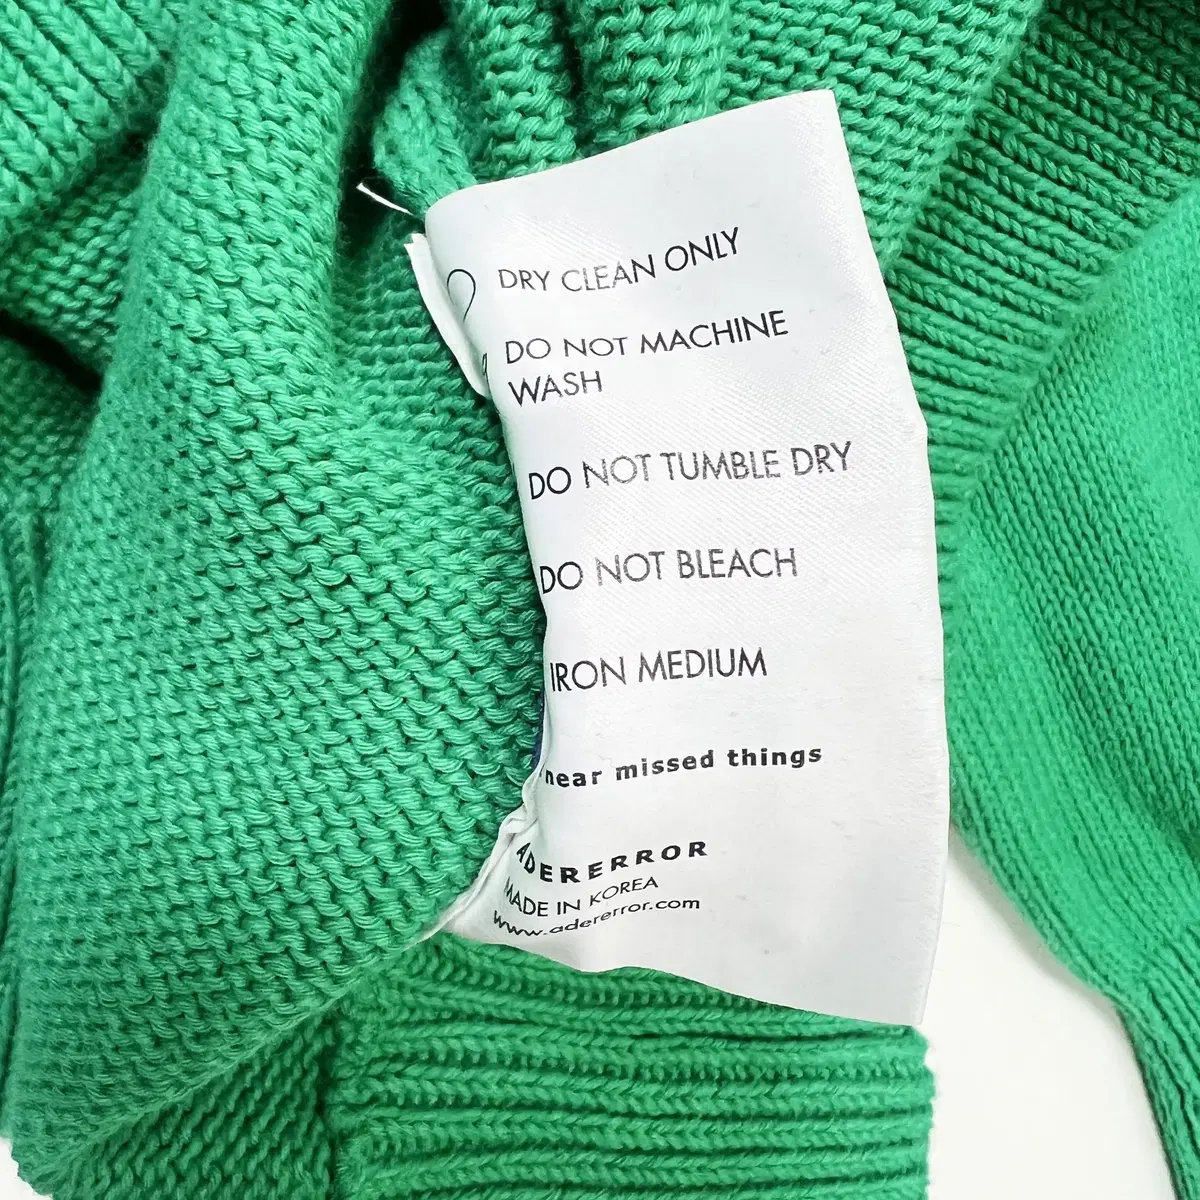 DRY CLEAN ONLY
DO NOT MACHINE
WASH
DO NOT TUMBLE DRY
DO NOT BLEACH
IRON MEDIUM
near missed things
ADERERROR
MADE IN KOREA
www.adererror.com